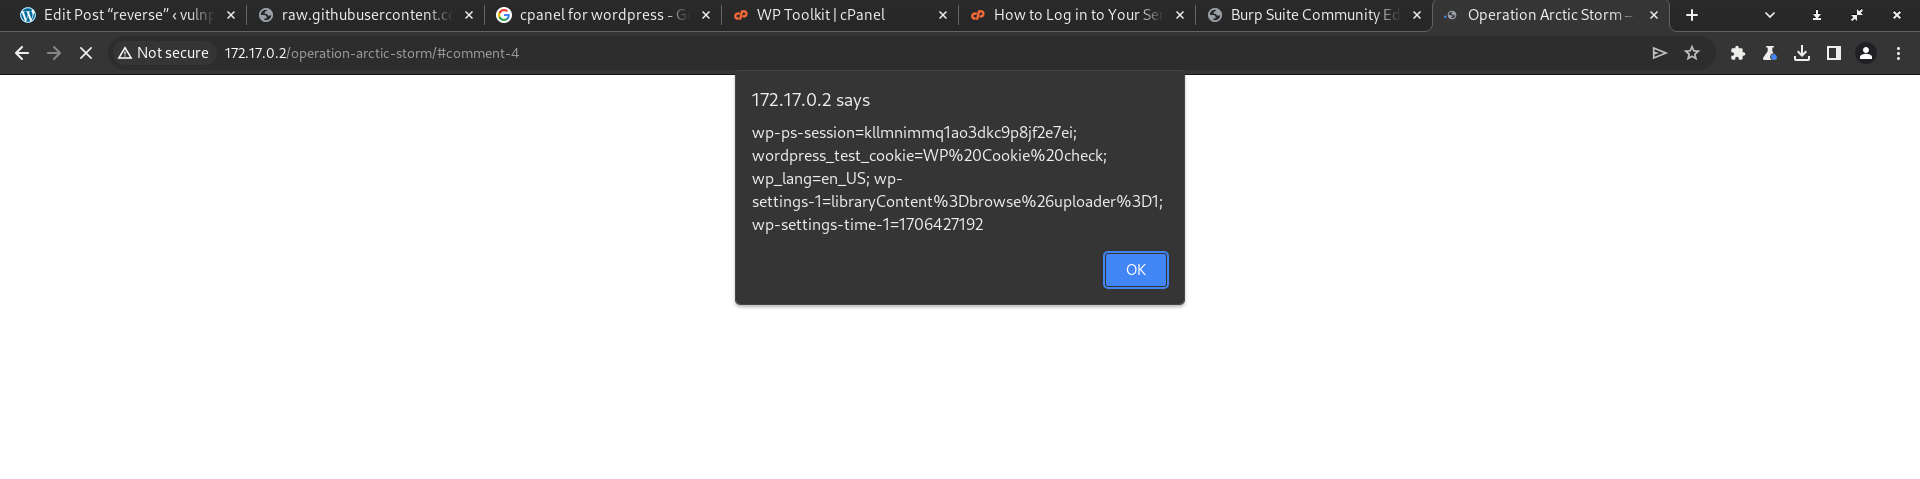 Edit Post “reverse” ‹ vulnp
raw.githubusercontent.co
cpanel for wordpress - G
WP Toolkit | cPanel
How to Log in to Your Se
Burp Suite Community Ed
Operation Arctic Storm –
Not secure
172.17.0.2/operation-arctic-storm/#comment-4
172.17.0.2 says
wp-ps-session=kllmnimmq1ao3dkc9p8jf2e7ei;
wordpress_test_cookie=WP%20Cookie%20check;
wp_lang=en_US; wp-
settings-1=libraryContent%3Dbrowse%26uploader%3D1;
wp-settings-time-1=1706427192
OK